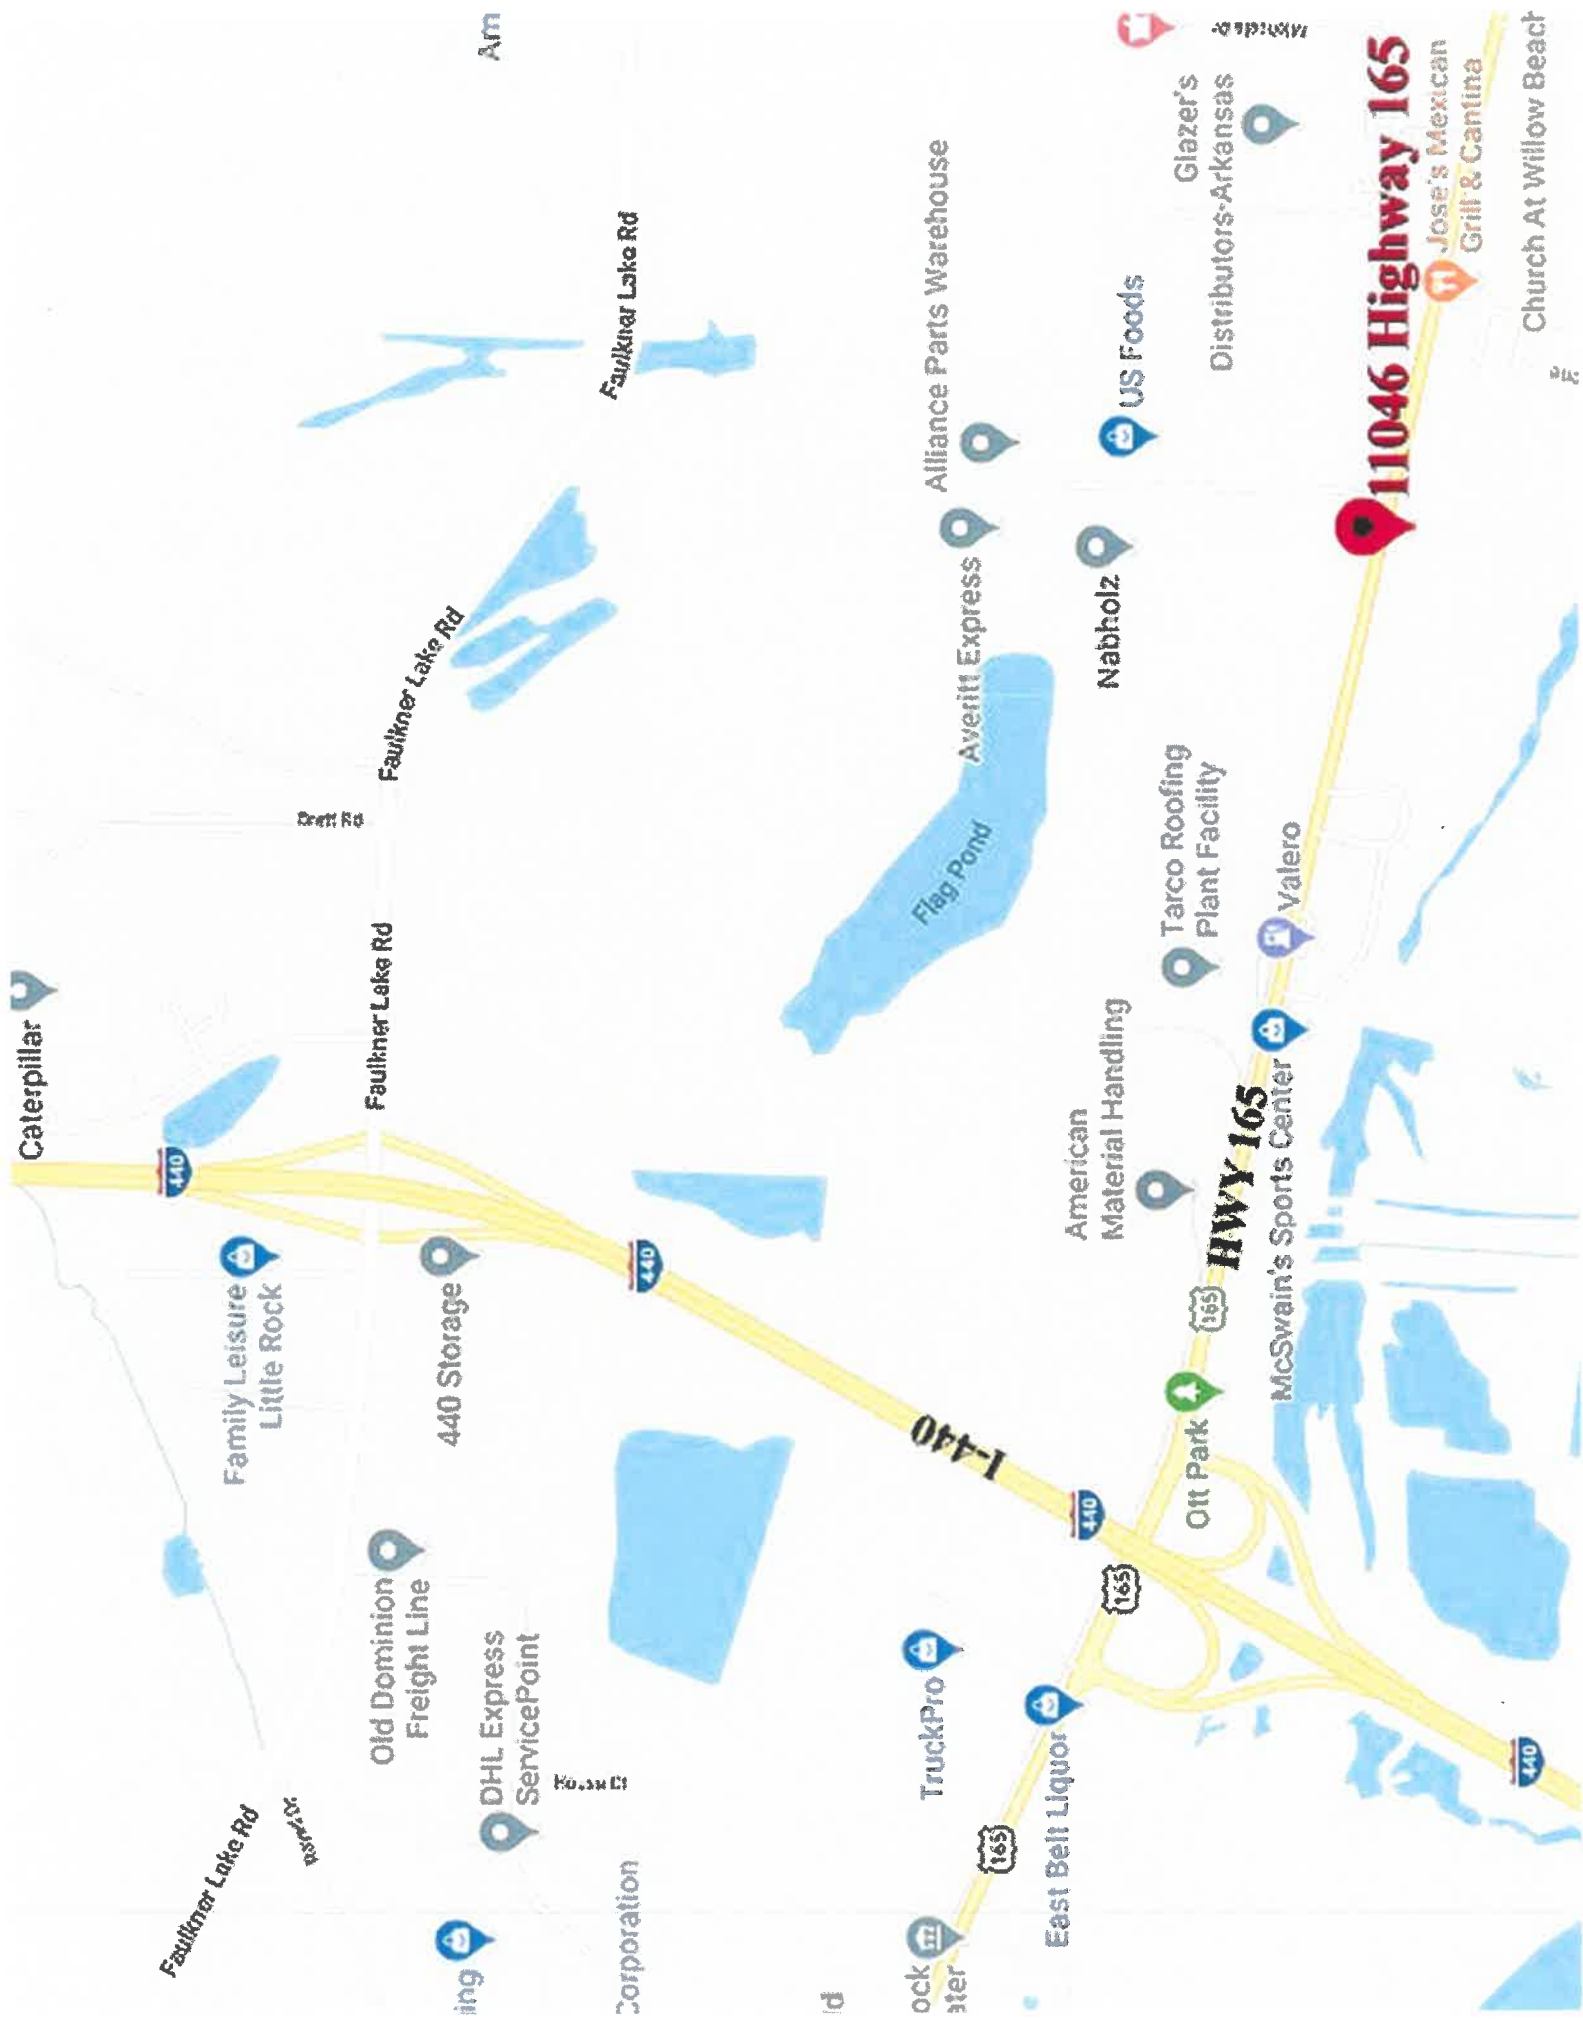 Caterpillar
440
Faulkner Lake Rd
Family Leisure
Little Rock
Faulkner Lake Rd
Old Dominion
Freight Line
Faulkner Lake Rd
440 Storage
ing
DHL Express
ServicePoint
Am
Faulkner Lake Rd
Corporation
440
ld
ock
ater
TruckPro
I-440
Flag Pond
Averitt Express
Alliance Parts Warehouse
165
East Belt Liquor
440
165
American
Material Handling
Nabholz
US Foods
Tarco Roofing
Plant Facility
Glazer's
Distributors-Arkansas
Ott Park
165
HWY 165
McSwain's Sports Center
Valero
11046 Highway 165
Jose's Mexican
Grill & Cantina
440
Church At Willow Beach